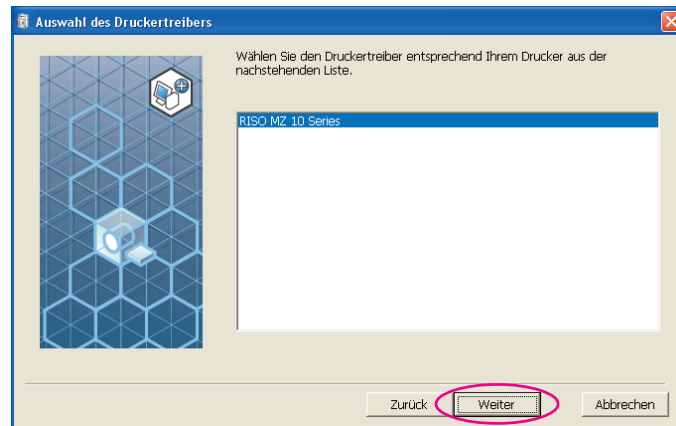 Auswahl des Druckertreibers
Wählen Sie den Druckertreiber entsprechend Ihrem Drucker aus der
nachstehenden Liste.
RISO MZ 10 Series
Zurück
Weiter
Abbrechen